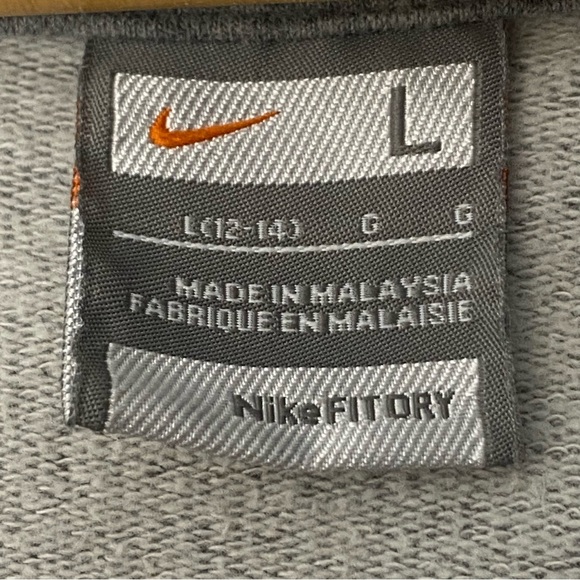 L
L(12-14) G G
MADE IN MALAYSIA
FABRIQUE EN MALAISIE
Nike FIT DRY